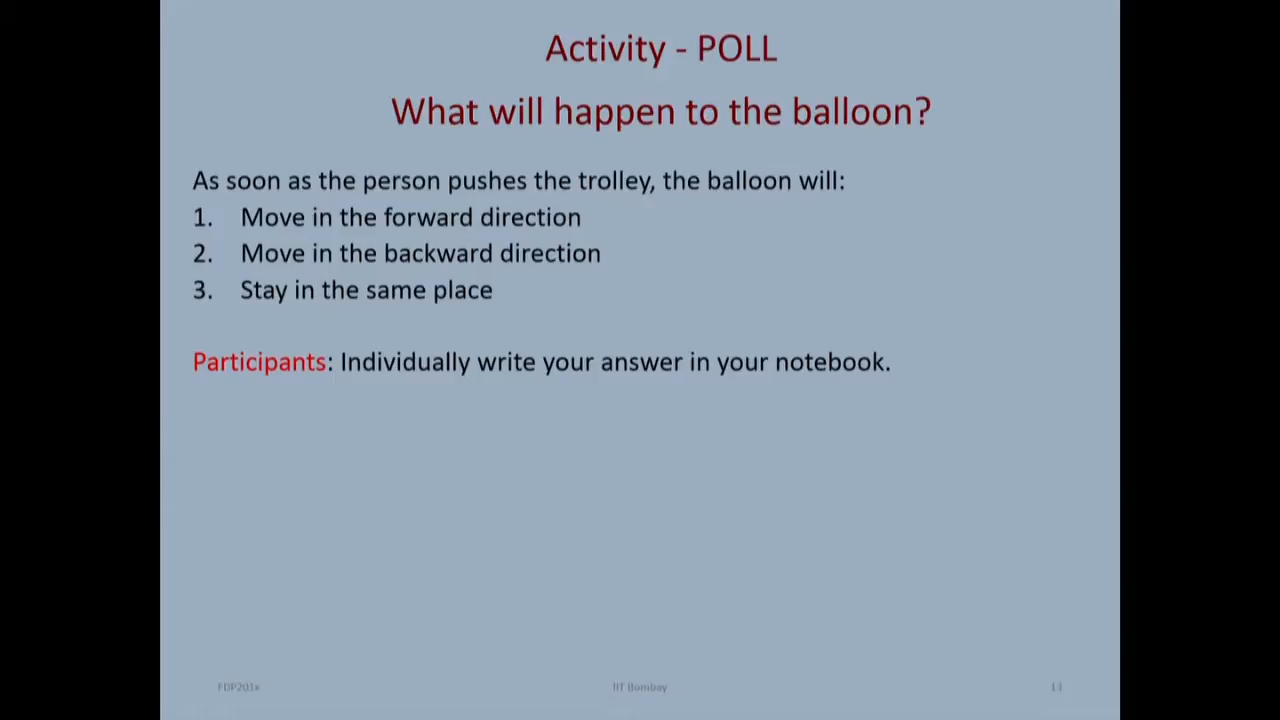 Activity - POLL
What will happen to the balloon?
As soon as the person pushes the trolley, the balloon will:
1. Move in the forward direction
2. Move in the backward direction
3. Stay in the same place
Participants: Individually write your answer in your notebook.
FDP201x
IIT Bombay
13